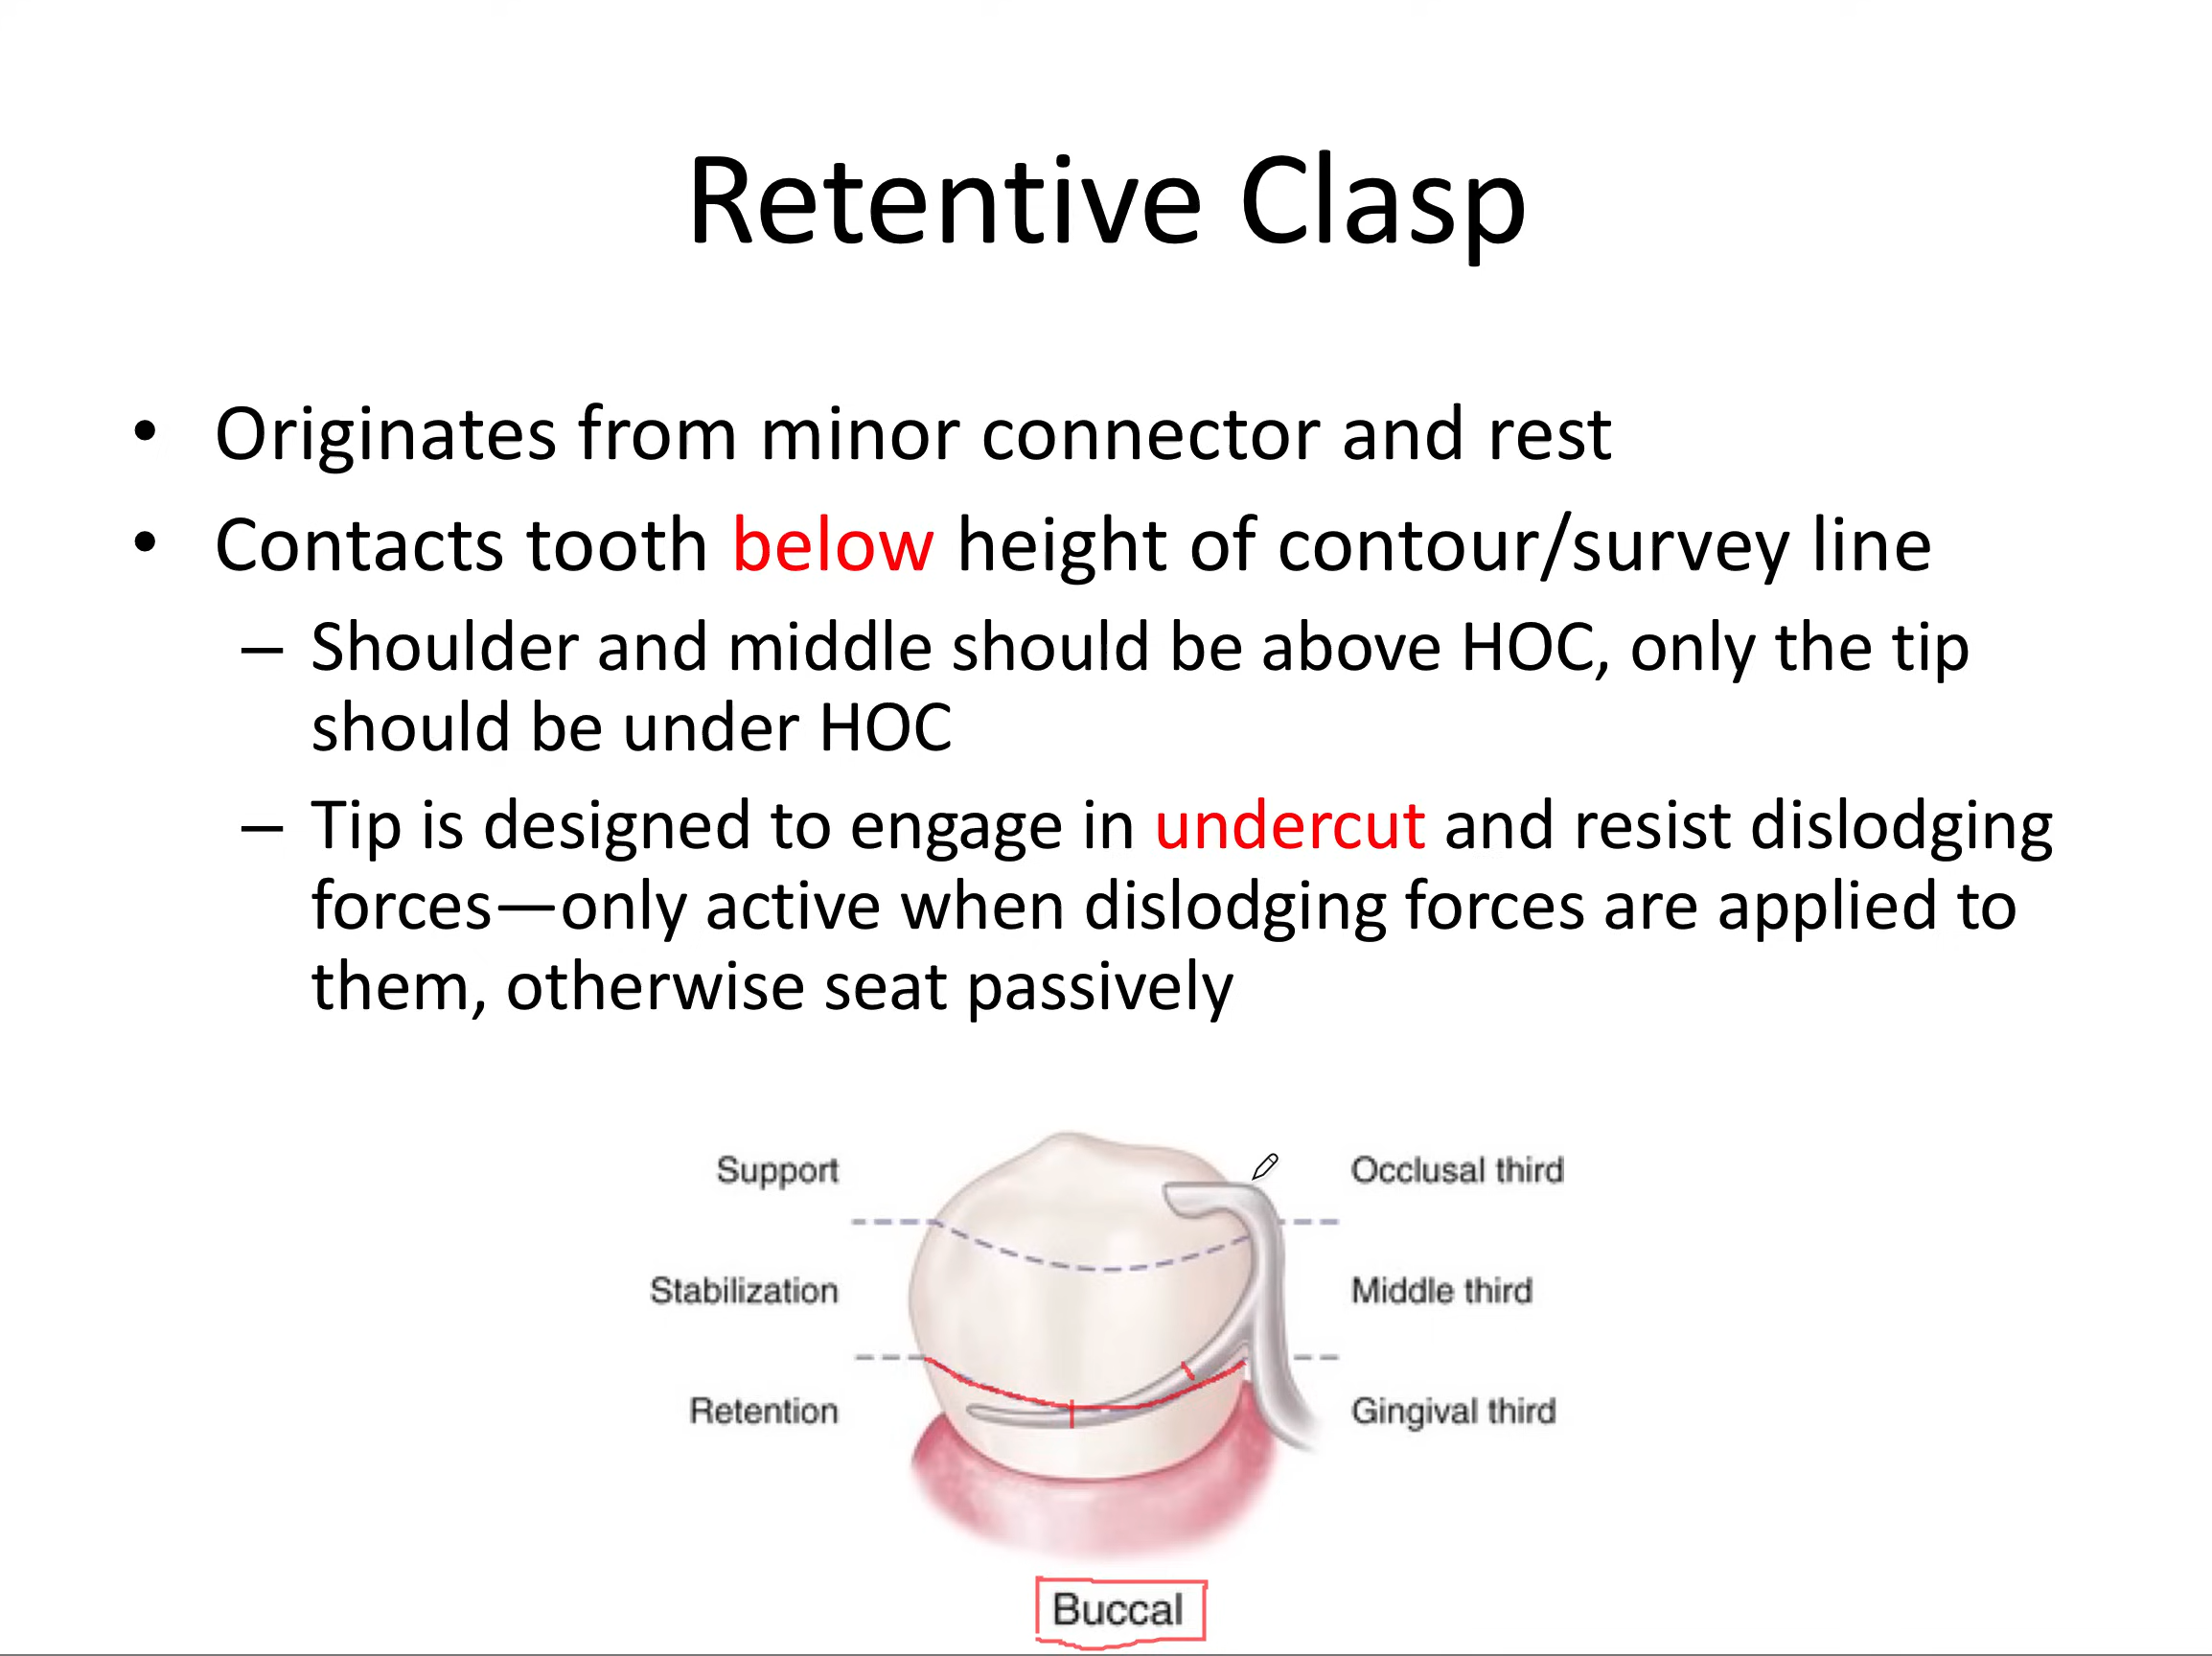 Retentive Clasp
• Originates from minor connector and rest
• Contacts tooth below height of contour/survey line
– Shoulder and middle should be above HOC, only the tip
should be under HOC
– Tip is designed to engage in undercut and resist dislodging
forces—only active when dislodging forces are applied to
them, otherwise seat passively
Support
Occlusal third
Stabilization
Middle third
Retention
Gingival third
Buccal